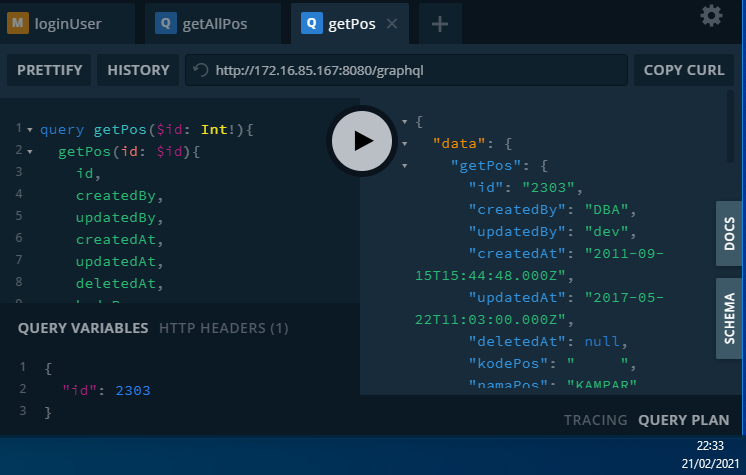 M loginUser
Q getAllPos
Q getPos
PRETTIFY
HISTORY
http://172.16.85.167:8080/graphql
COPY CURL
1 query getPos($id: Int!){
2 getPos(id: $id){
3 id,
4 createdBy,
5 updatedBy,
6 createdAt,
7 updatedAt,
8 deletedAt,
{
"data": {
"getPos": {
"id": "2303",
"createdBy": "DBA",
"updatedBy": "dev",
"createdAt": "2011-09-
15T15:44:48.000Z",
"updatedAt": "2017-05-
22T11:03:00.000Z",
"deletedAt": null,
"kodePos": "      ",
"namaPos": "KAMPAR"
DOCS
SCHEMA
QUERY VARIABLES HTTP HEADERS (1)
1 {
2 "id": 2303
3 }
TRACING QUERY PLAN
22:33
21/02/2021